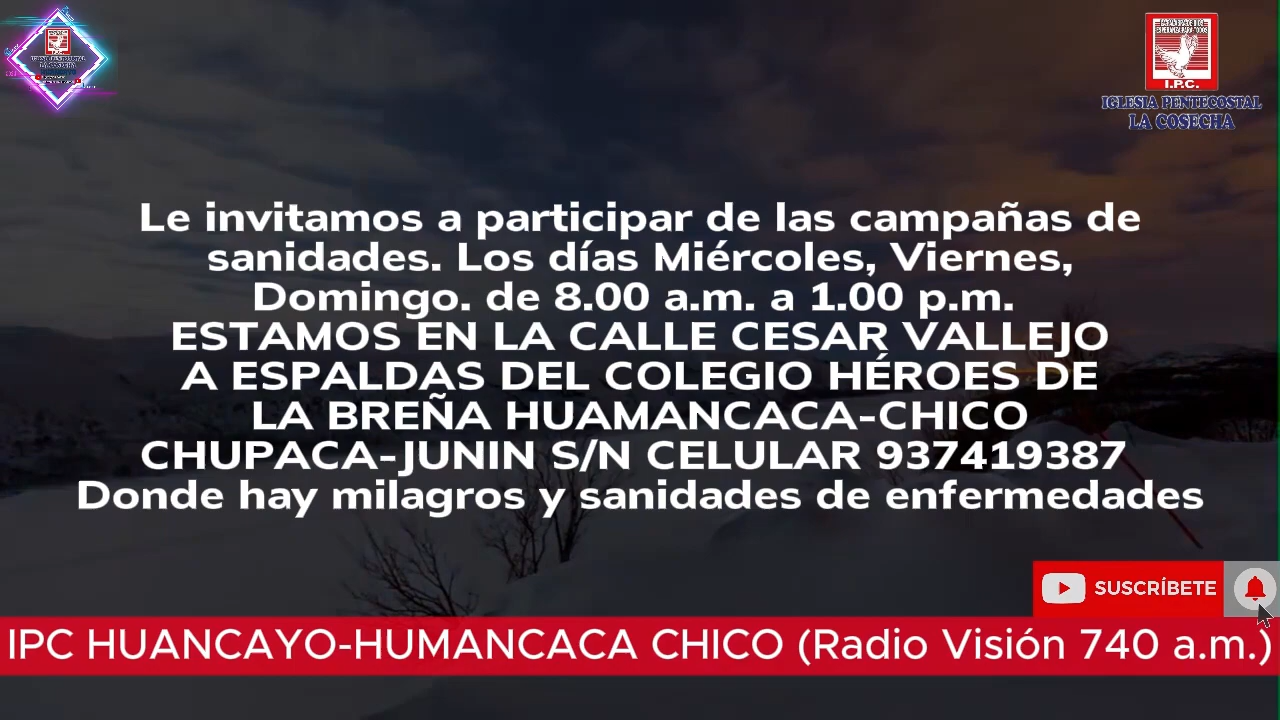 I.P.C.
IGLESIA PENTECOSTAL
LA COSECHA
Le invitamos a participar de las campañas de
sanidades. Los días Miércoles, Viernes,
Domingo. de 8.00 a.m. a 1.00 p.m.
ESTAMOS EN LA CALLE CESAR VALLEJO
A ESPALDAS DEL COLEGIO HÉROES DE
LA BREÑA HUAMANCACA-CHICO
CHUPACA-JUNIN S/N CELULAR 937419387
Donde hay milagros y sanidades de enfermedades
SUSCRÍBETE
IPC HUANCAYO-HUMANCACA CHICO (Radio Visión 740 a.m.)